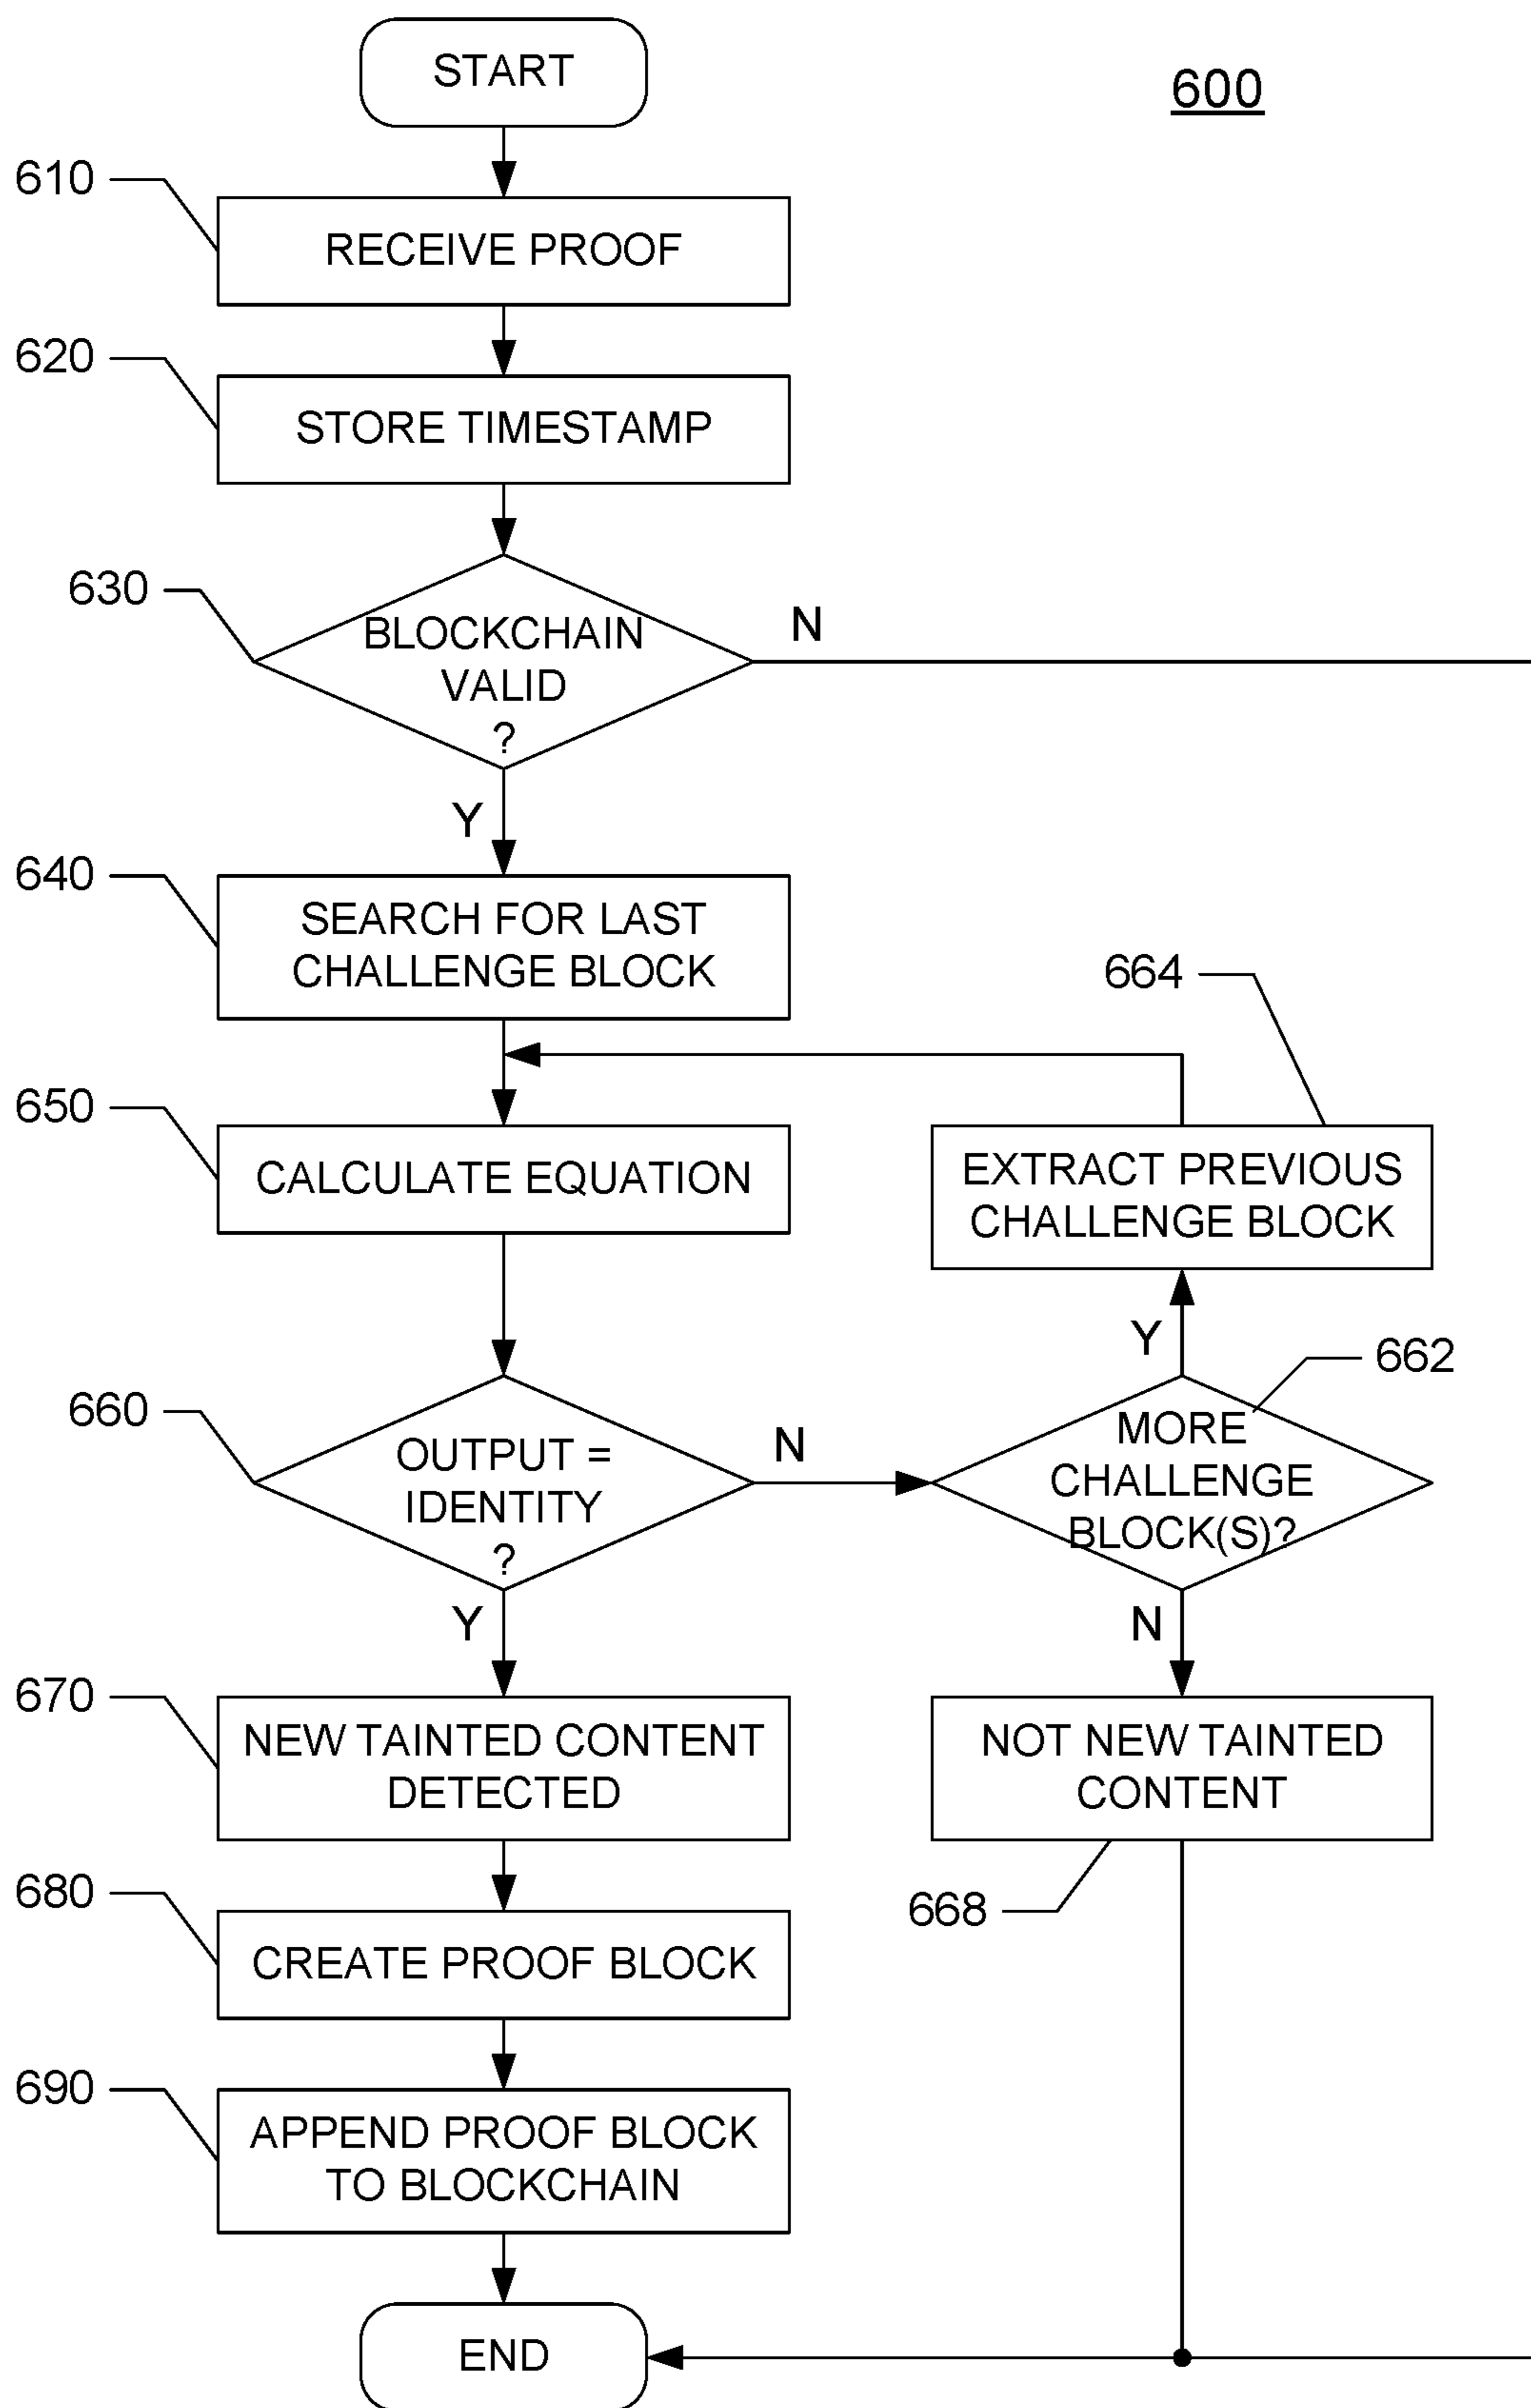 START
600
610
RECEIVE PROOF
620
STORE TIMESTAMP
630
BLOCKCHAIN
VALID
?
N
Y
640
SEARCH FOR LAST
CHALLENGE BLOCK
664
650
CALCULATE EQUATION
EXTRACT PREVIOUS
CHALLENGE BLOCK
Y
662
660
OUTPUT =
IDENTITY
?
N
MORE
CHALLENGE
BLOCK(S)?
Y
N
670
NEW TAINTED CONTENT
DETECTED
NOT NEW TAINTED
CONTENT
680
668
CREATE PROOF BLOCK
690
APPEND PROOF BLOCK
TO BLOCKCHAIN
END